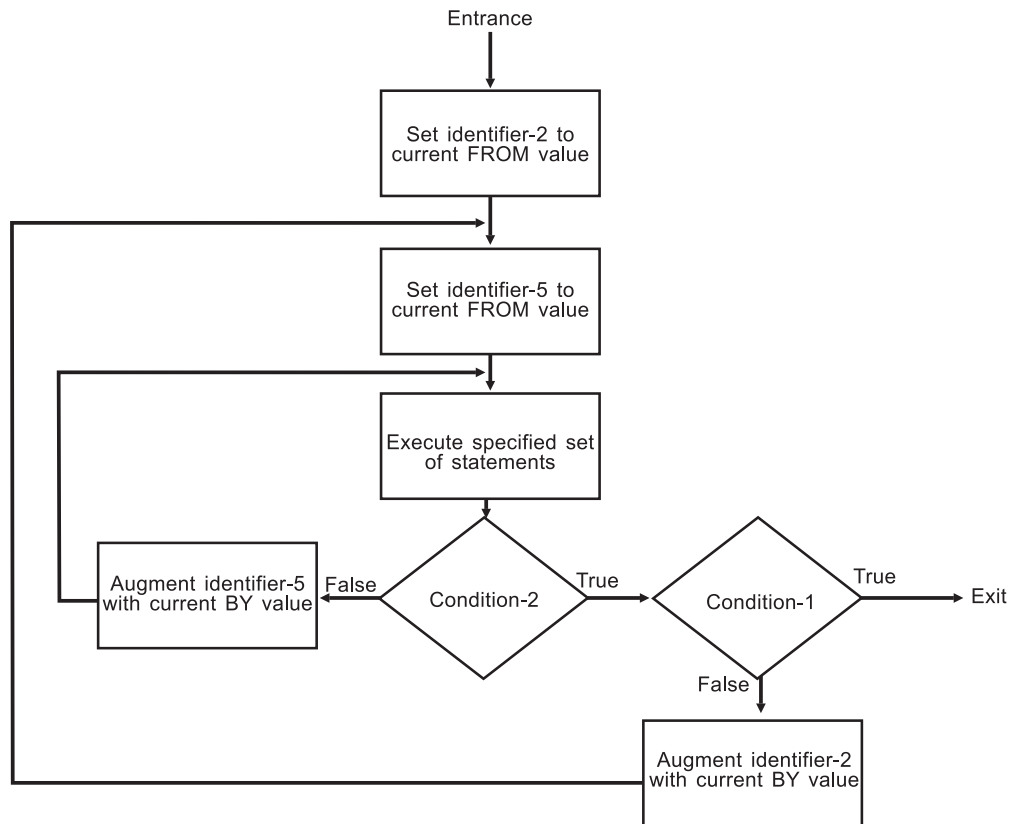 Entrance
Set identifier-2 to
current FROM value
Set identifier-5 to
current FROM value
Execute specified set
of statements
Augment identifier-5
with current BY value
False
Condition-2
True
Condition-1
True
Exit
False
Augment identifier-2
with current BY value